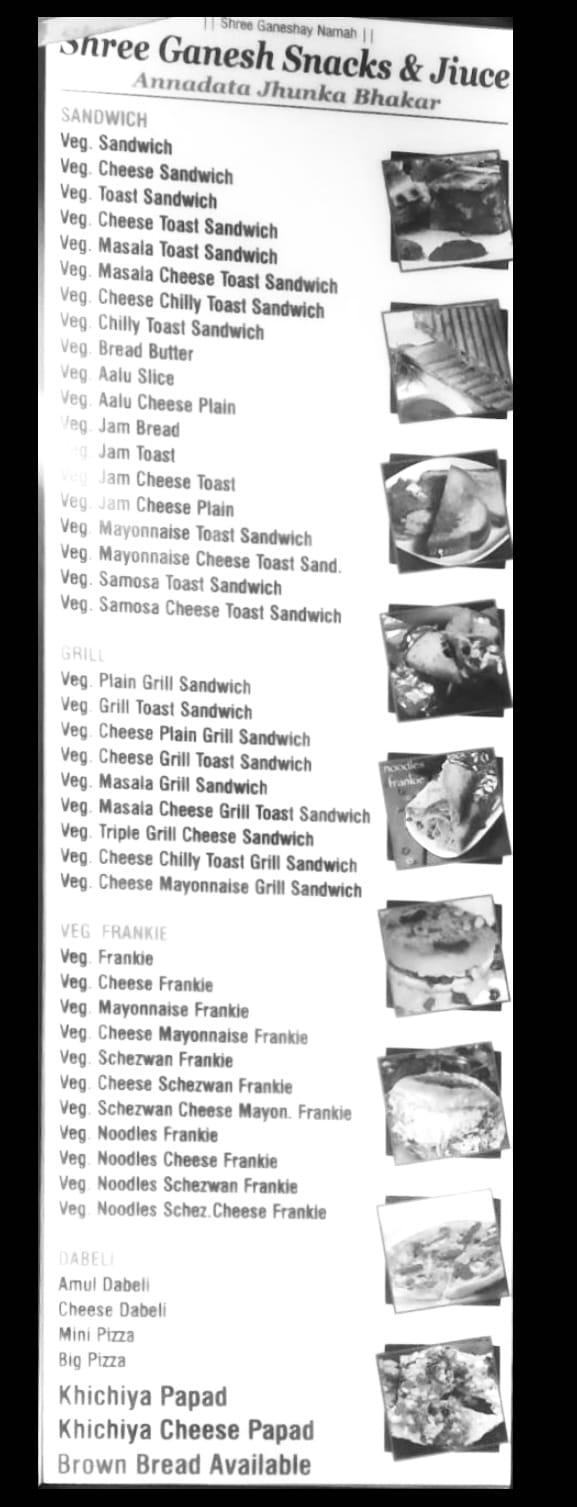 || Shree Ganeshay Namah ||
Shree Ganesh Snacks & Jiuce
Annadata Jhunka Bhakar
SANDWICH
Veg. Sandwich
Veg. Cheese Sandwich
Veg. Toast Sandwich
Veg. Cheese Toast Sandwich
Veg. Masala Toast Sandwich
Veg. Masala Cheese Toast Sandwich
Veg. Cheese Chilly Toast Sandwich
Veg. Chilly Toast Sandwich
Veg. Bread Butter
Veg. Aalu Slice
Veg. Aalu Cheese Plain
Veg. Jam Bread
Veg. Jam Toast
Veg. Jam Cheese Toast
Veg. Jam Cheese Plain
Veg. Mayonnaise Toast Sandwich
Veg. Mayonnaise Cheese Toast Sand.
Veg. Samosa Toast Sandwich
Veg. Samosa Cheese Toast Sandwich
GRILL
Veg. Plain Grill Sandwich
Veg. Grill Toast Sandwich
Veg. Cheese Plain Grill Sandwich
Veg. Cheese Grill Toast Sandwich
Veg. Masala Grill Sandwich
Veg. Masala Cheese Grill Toast Sandwich
Veg. Triple Grill Cheese Sandwich
Veg. Cheese Chilly Toast Grill Sandwich
Veg. Cheese Mayonnaise Grill Sandwich
noodles
frankie
VEG FRANKIE
Veg. Frankie
Veg. Cheese Frankie
Veg. Mayonnaise Frankie
Veg. Cheese Mayonnaise Frankie
Veg. Schezwan Frankie
Veg. Cheese Schezwan Frankie
Veg. Schezwan Cheese Mayon. Frankie
Veg. Noodles Frankie
Veg. Noodles Cheese Frankie
Veg. Noodles Schezwan Frankie
Veg. Noodles Schez.Cheese Frankie
DABELI
Amul Dabeli
Cheese Dabeli
Mini Pizza
Big Pizza
Khichiya Papad
Khichiya Cheese Papad
Brown Bread Available